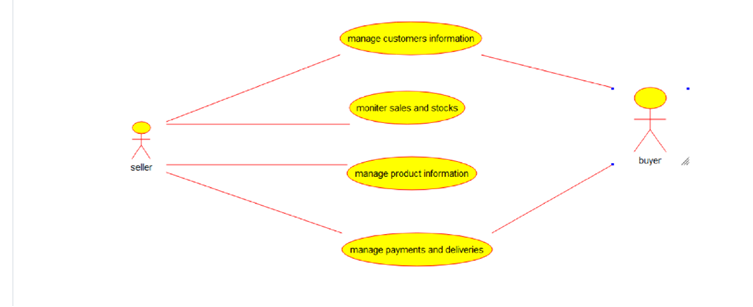 manage customers information
moniter sales and stocks
seller
buyer
manage product information
manage payments and deliveries